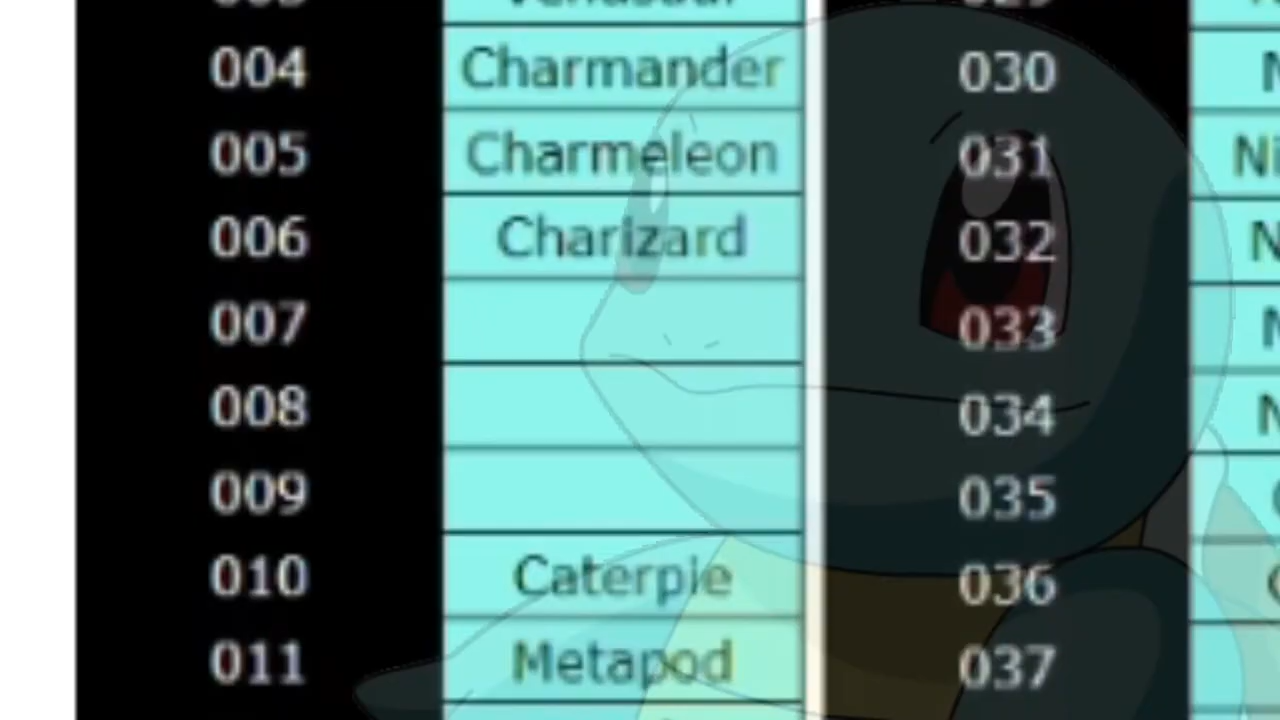 004 Charmander 030
005 Charmeleon 031
006 Charizard 032
007 033
008 034
009 035
010 Caterpie 036
011 Metapod 037